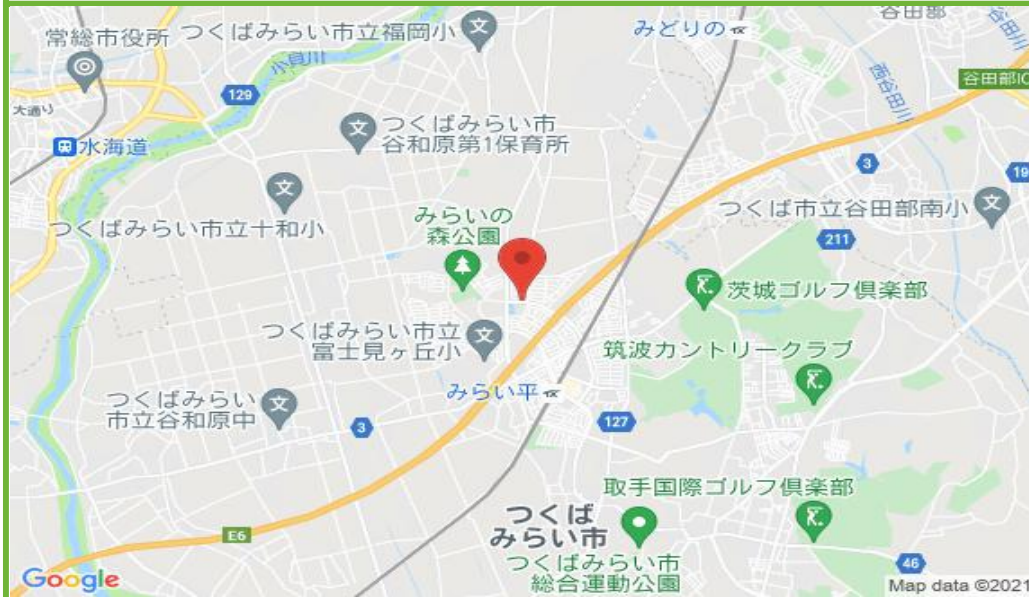 常総市役所
つくばみらい市立福岡小
みどりの
谷田部
谷田川
小貝川
西谷田川
谷田部IC
129
大通り
つくばみらい市
谷和原第1保育所
水海道
3
19
つくばみらい市立十和小
みらいの
森公園
つくば市立谷田部南小
211
茨城ゴルフ倶楽部
つくばみらい市立
富士見ヶ丘小
筑波カントリークラブ
つくばみらい
市立谷和原中
みらい平
3
127
取手国際ゴルフ倶楽部
つくば
みらい市
E6
つくばみらい市
総合運動公園
46
Google
Map data ©2021